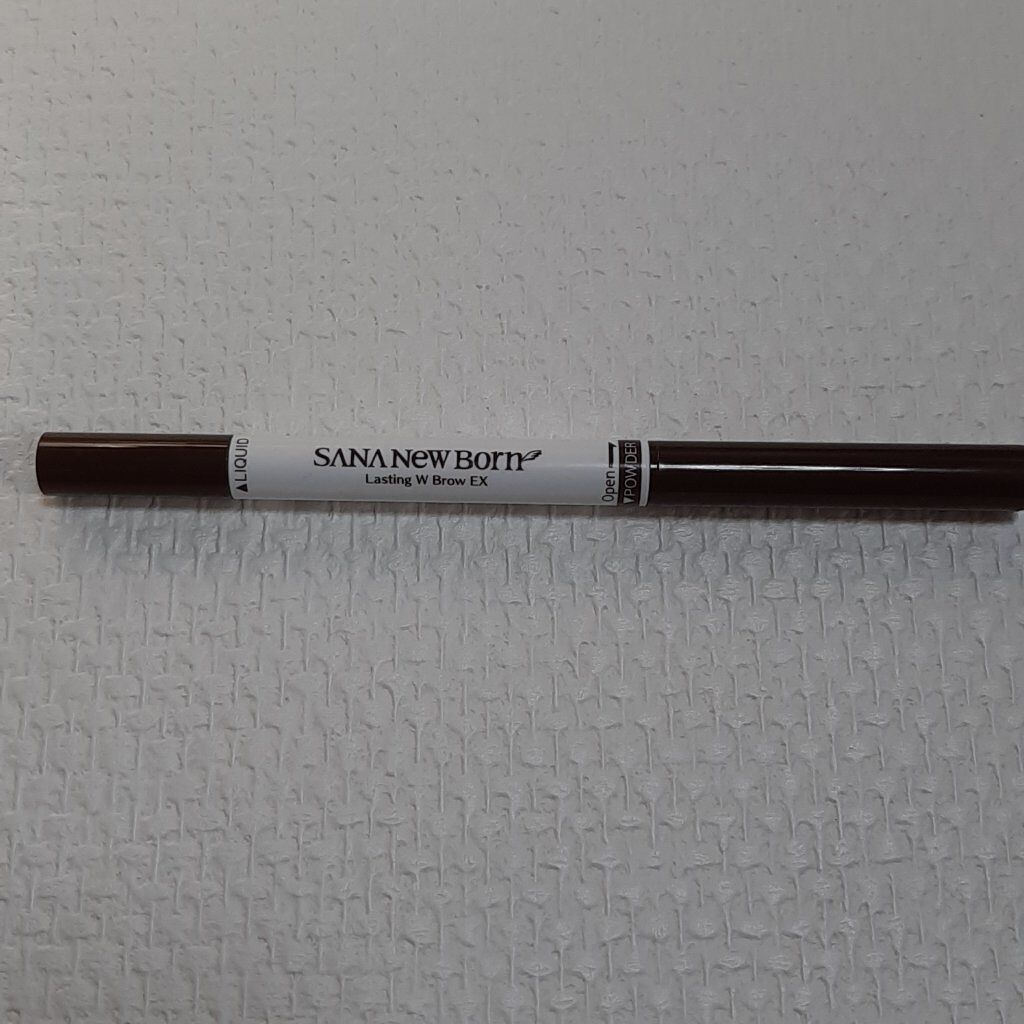 ▲LIQUID
SANA New Born
Lasting W Brow EX
Open
▼POWDER